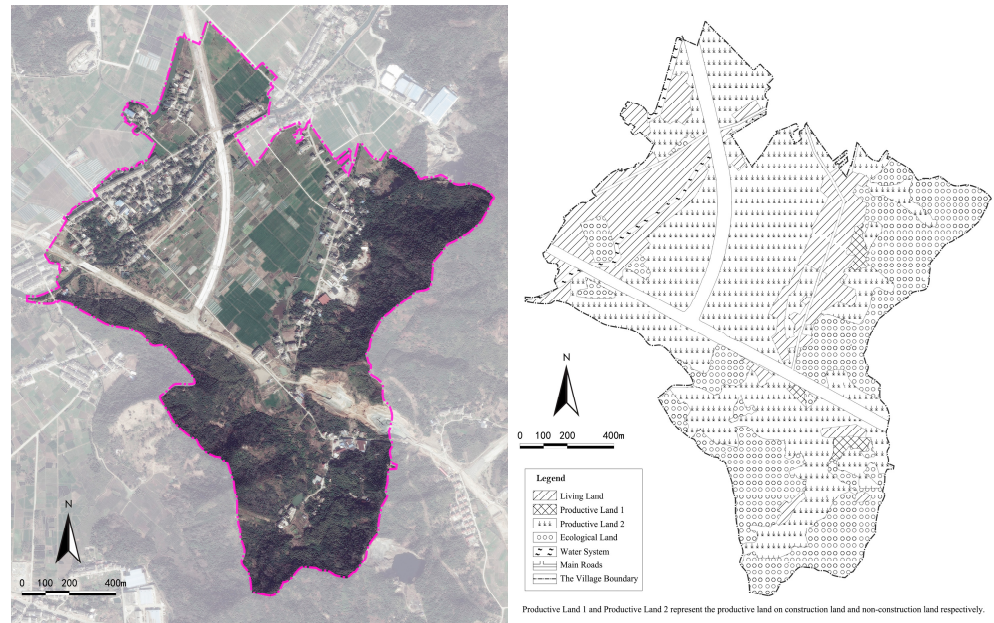 N
0 100 200 400m
N
0 100 200 400m
Legend
Living Land
Productive Land 1
Productive Land 2
Ecological Land
Water System
Main Roads
The Village Boundary
Productive Land 1 and Productive Land 2 represent the productive land on construction land and non-construction land respectively.